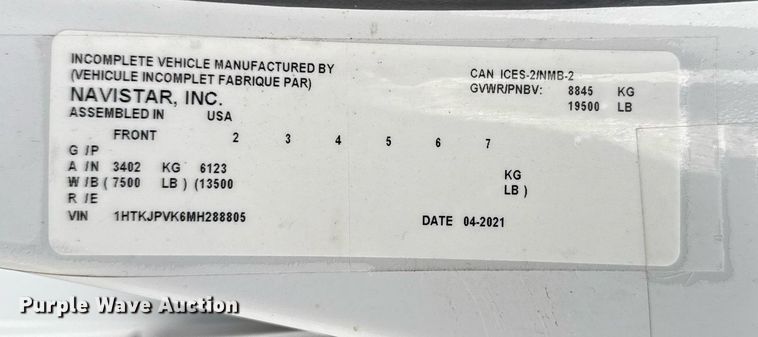 INCOMPLETE VEHICLE MANUFACTURED BY
(VEHICULE INCOMPLET FABRIQUE PAR)
NAVISTAR, INC.
ASSEMBLED IN USA
CAN ICES-2/NMB-2
GVWR/PNBV: 8845 KG
19500 LB
FRONT 2 3 4 5 6 7
G /P
A /N 3402 KG 6123 KG
W /B ( 7500 LB ) (13500 LB )
R /E
VIN 1HTKJPVK6MH288805 DATE 04-2021
Purple Wave Auction